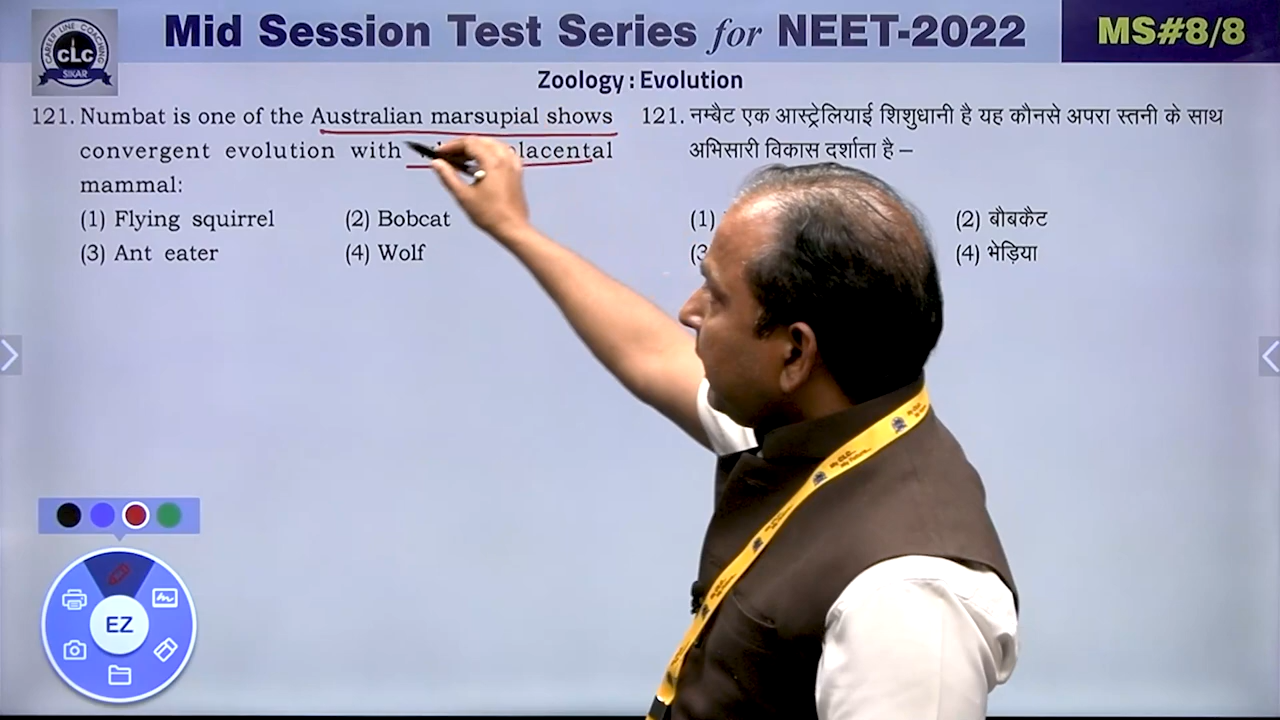 CAREER LINE COACHING
CLC
SIKAR
Mid Session Test Series for NEET-2022
MS#8/8
Zoology : Evolution
121. Numbat is one of the Australian marsupial shows
convergent evolution with placental
mammal:
(1) Flying squirrel (2) Bobcat
(3) Ant eater (4) Wolf
121. नम्बैट एक आस्ट्रेलियाई शिशुधानी है यह कौनसे अपरा स्तनी के साथ
अभिसारी विकास दर्शाता है –
(1) (2) बौबकैट
(3 (4) भेड़िया
EZ